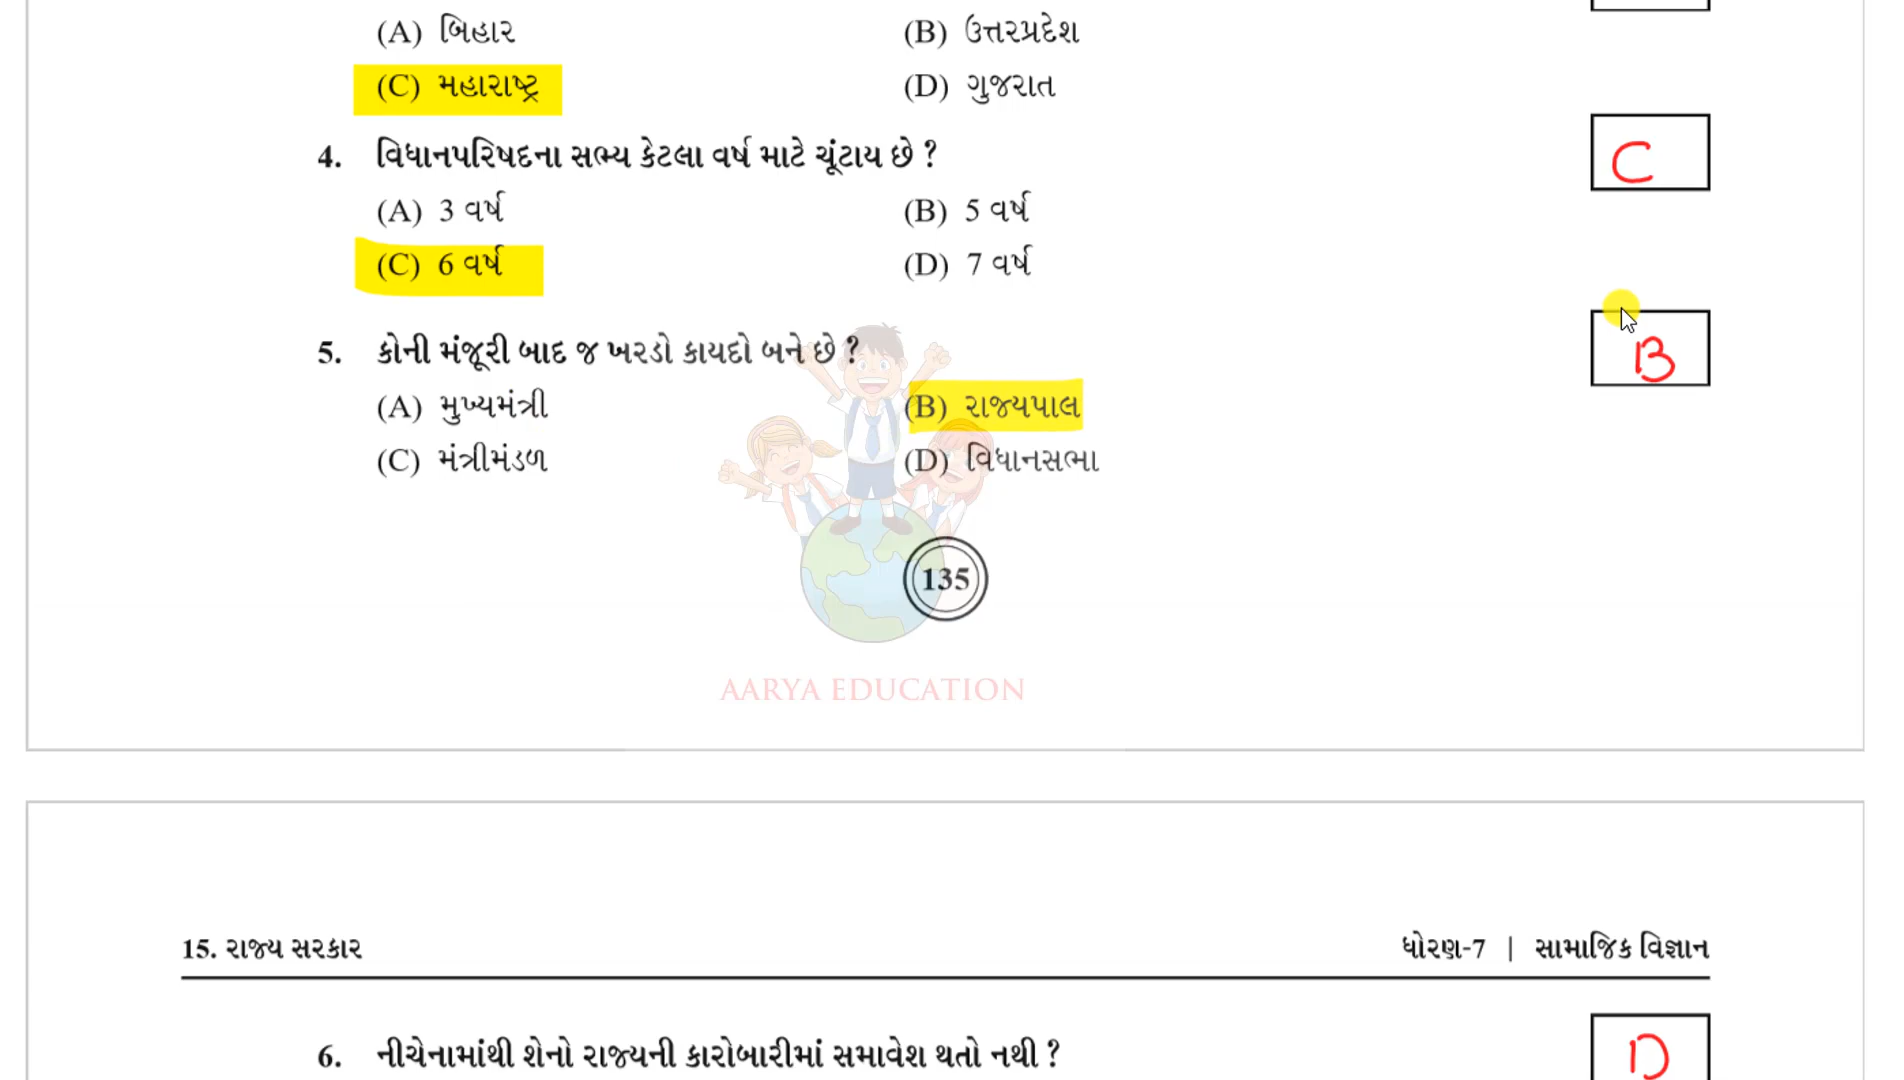 (A) બિહાર (B) ઉત્તરપ્રદેશ
(C) મહારાષ્ટ્ર (D) ગુજરાત
4. વિધાનપરિષદના સભ્ય કેટલા વર્ષ માટે ચૂંટાય છે ? C
(A) 3 વર્ષ (B) 5 વર્ષ
(C) 6 વર્ષ (D) 7 વર્ષ
5. કોની મંજૂરી બાદ જ ખરડો કાયદો બને છે ? B
(A) મુખ્યમંત્રી (B) રાજ્યપાલ
(C) મંત્રીમંડળ (D) વિધાનસભા
135
AARYA EDUCATION
15. રાજ્ય સરકાર ધોરણ-7 | સામાજિક વિજ્ઞાન
6. નીચેનામાંથી શેનો રાજ્યની કારોબારીમાં સમાવેશ થતો નથી ? D